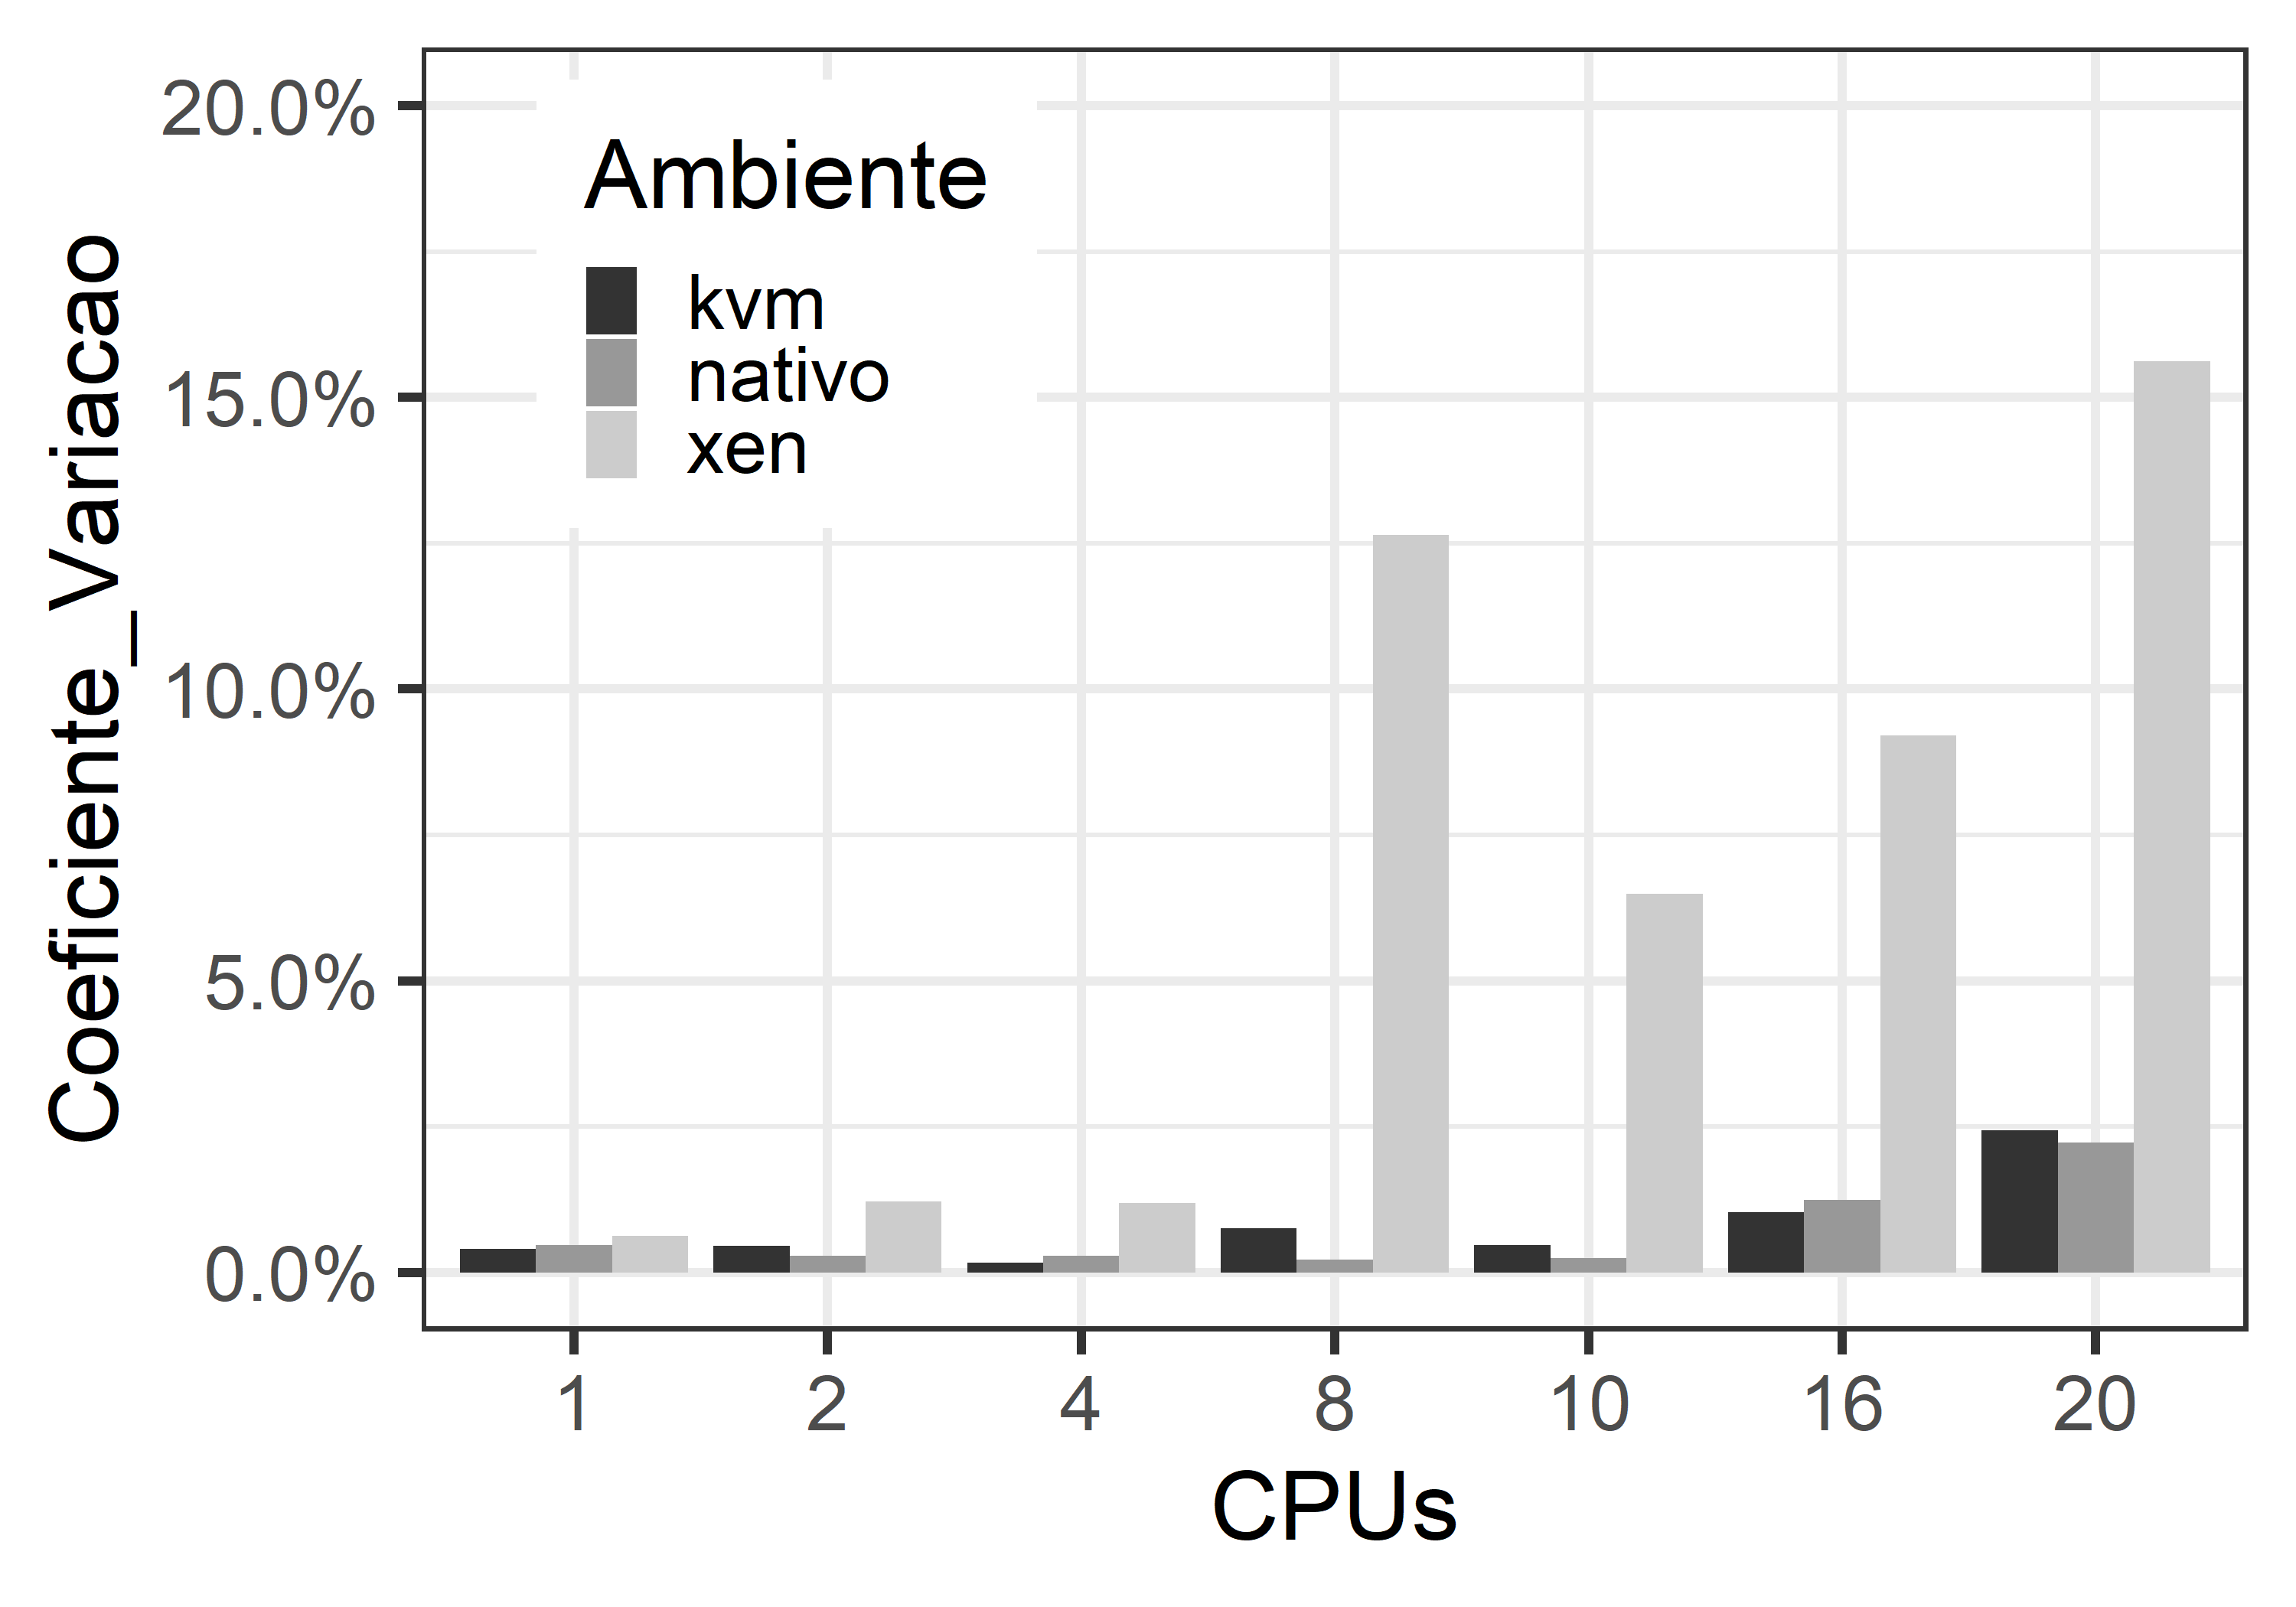 Coeficiente_Variacao
20.0%
15.0%
10.0%
5.0%
0.0%
Ambiente
kvm
nativo
xen
1 2 4 8 10 16 20
CPUs